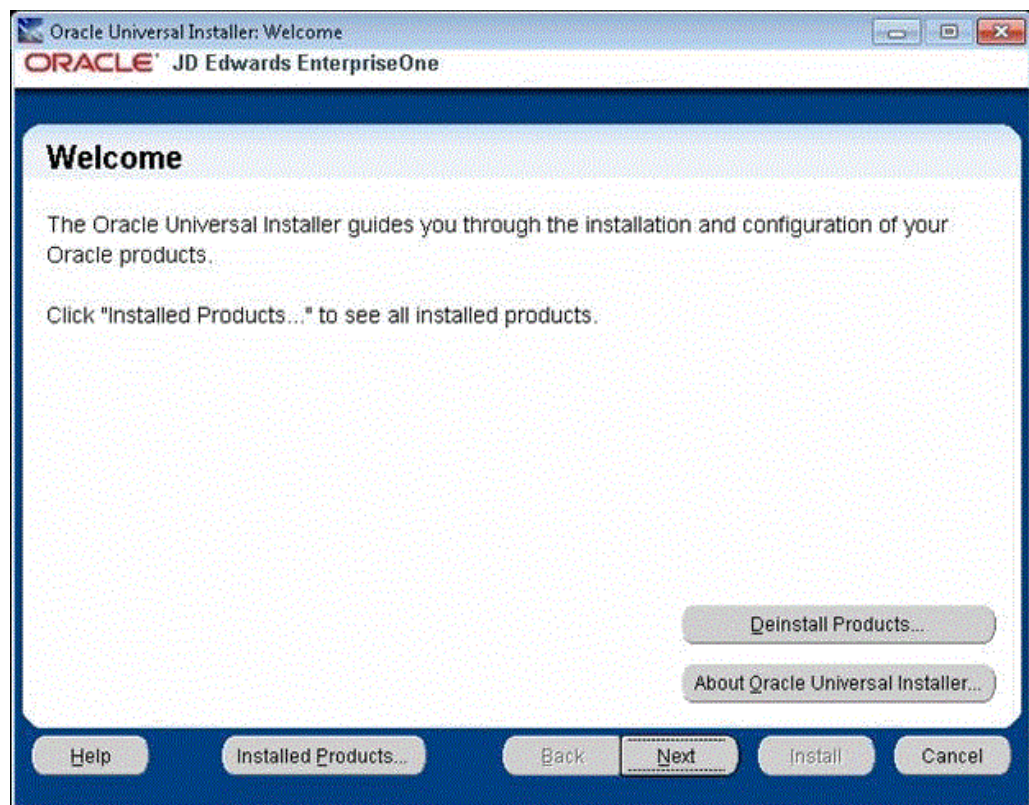 Oracle Universal Installer: Welcome
ORACLE' JD Edwards EnterpriseOne
Welcome
The Oracle Universal Installer guides you through the installation and configuration of your
Oracle products.
Click "Installed Products..." to see all installed products.
Deinstall Products...
About Oracle Universal Installer...
Help
Installed Products...
Back
Next
Install
Cancel